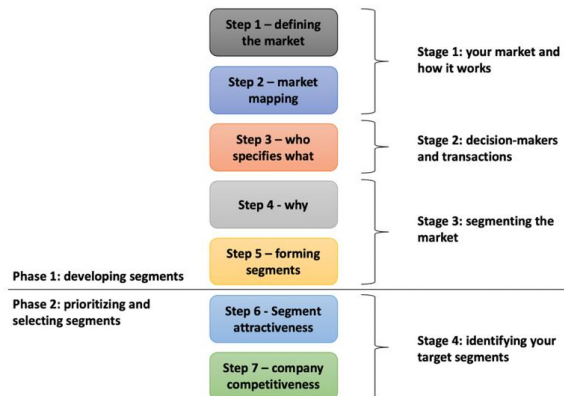 Step 1 – defining
the market
Step 2 – market
mapping
Stage 1: your market and
how it works
Step 3 – who
specifies what
Stage 2: decision-makers
and transactions
Step 4 - why
Step 5 – forming
segments
Stage 3: segmenting the
market
Phase 1: developing segments
Phase 2: prioritizing and
selecting segments
Step 6 - Segment
attractiveness
Step 7 – company
competitiveness
Stage 4: identifying your
target segments